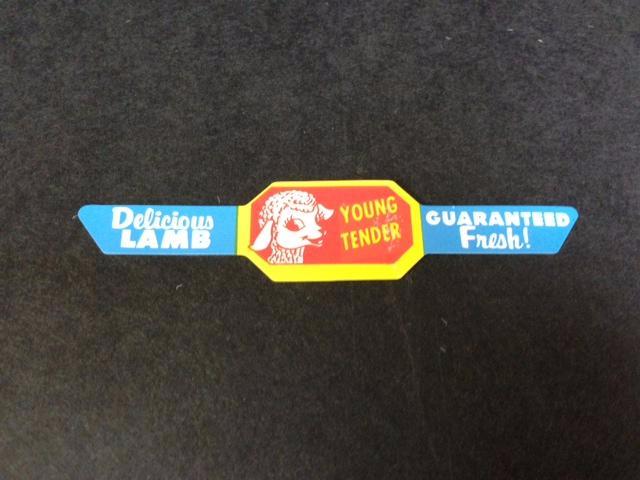 Delicious
LAMB
YOUNG
TENDER
GUARANTEED
Fresh!